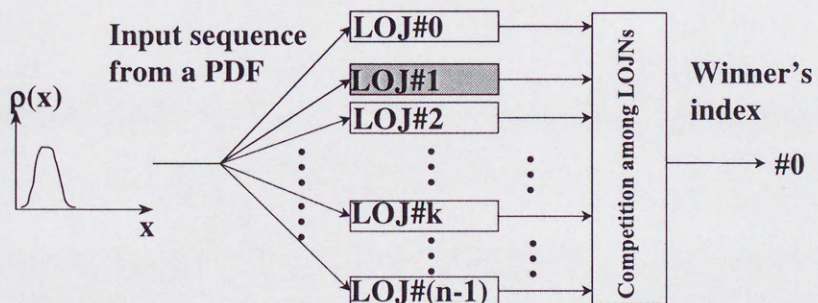 Input sequence
from a PDF
ρ(x)
x
LOJ#0
LOJ#1
LOJ#2
LOJ#k
LOJ#(n-1)
Competition among LOJNs
Winner's
index
#0